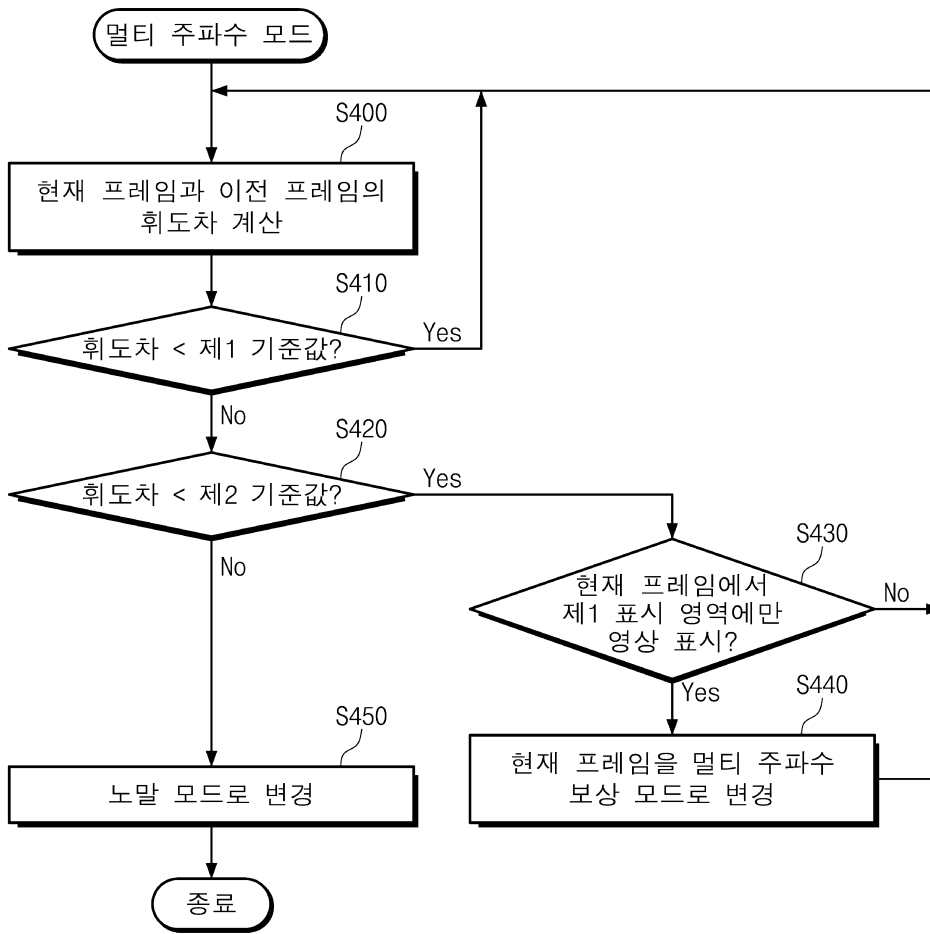 멀티 주파수 모드
S400
현재 프레임과 이전 프레임의
휘도차 계산
S410
휘도차 < 제1 기준값?
Yes
No
S420
휘도차 < 제2 기준값?
Yes
No
S430
현재 프레임에서
제1 표시 영역에만
영상 표시?
No
Yes
S440
현재 프레임을 멀티 주파수
보상 모드로 변경
S450
노말 모드로 변경
종료